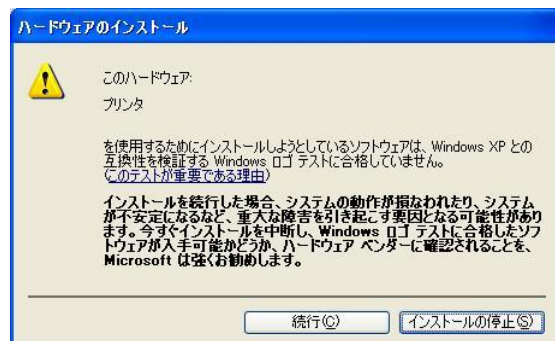 ハードウェアのインストール
このハードウェア:
プリンタ
を使用するためにインストールしようとしているソフトウェアは、Windows XP との
互換性を検証する Windows ロゴ テストに合格していません。
(このテストが重要である理由)
インストールを続行した場合、システムの動作が損なわれたり、システム
が不安定になるなど、重大な障害を引き起こす要因となる可能性があり
ます。今すぐインストールを中断し、Windows ロゴ テストに合格したソフ
トウェアが入手可能かどうか、ハードウェア ベンダーに確認されることを、
Microsoft は強くお勧めします。
続行(C)
インストールの停止(S)